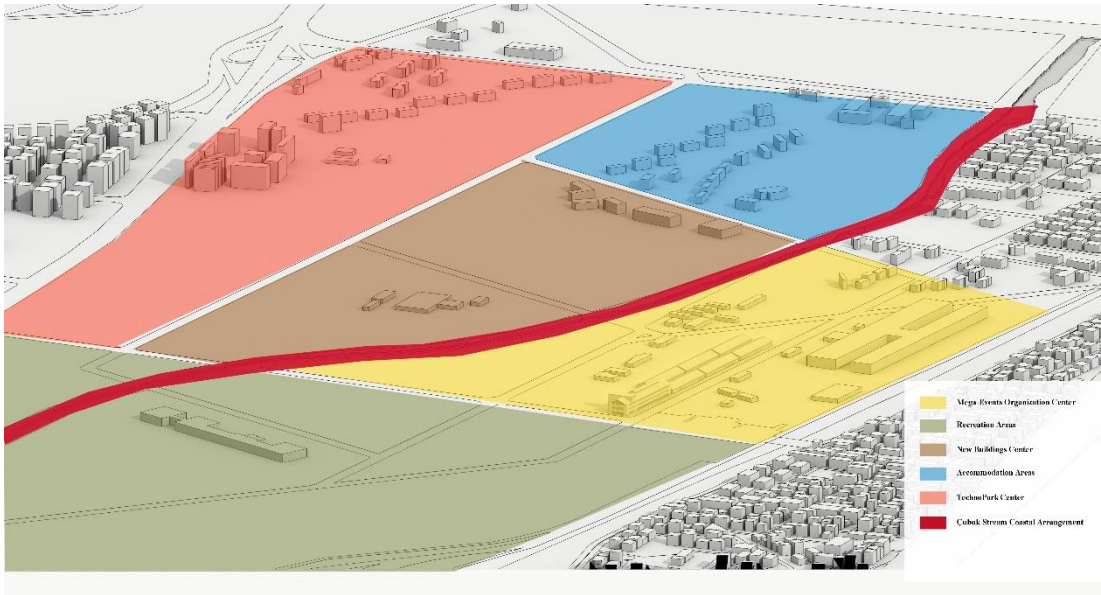 Mega-Events Organization Center
Recreation Areas
New Buildings Center
Accommodation Areas
TechnoPark Center
Çubuk Stream Coastal Arrangement